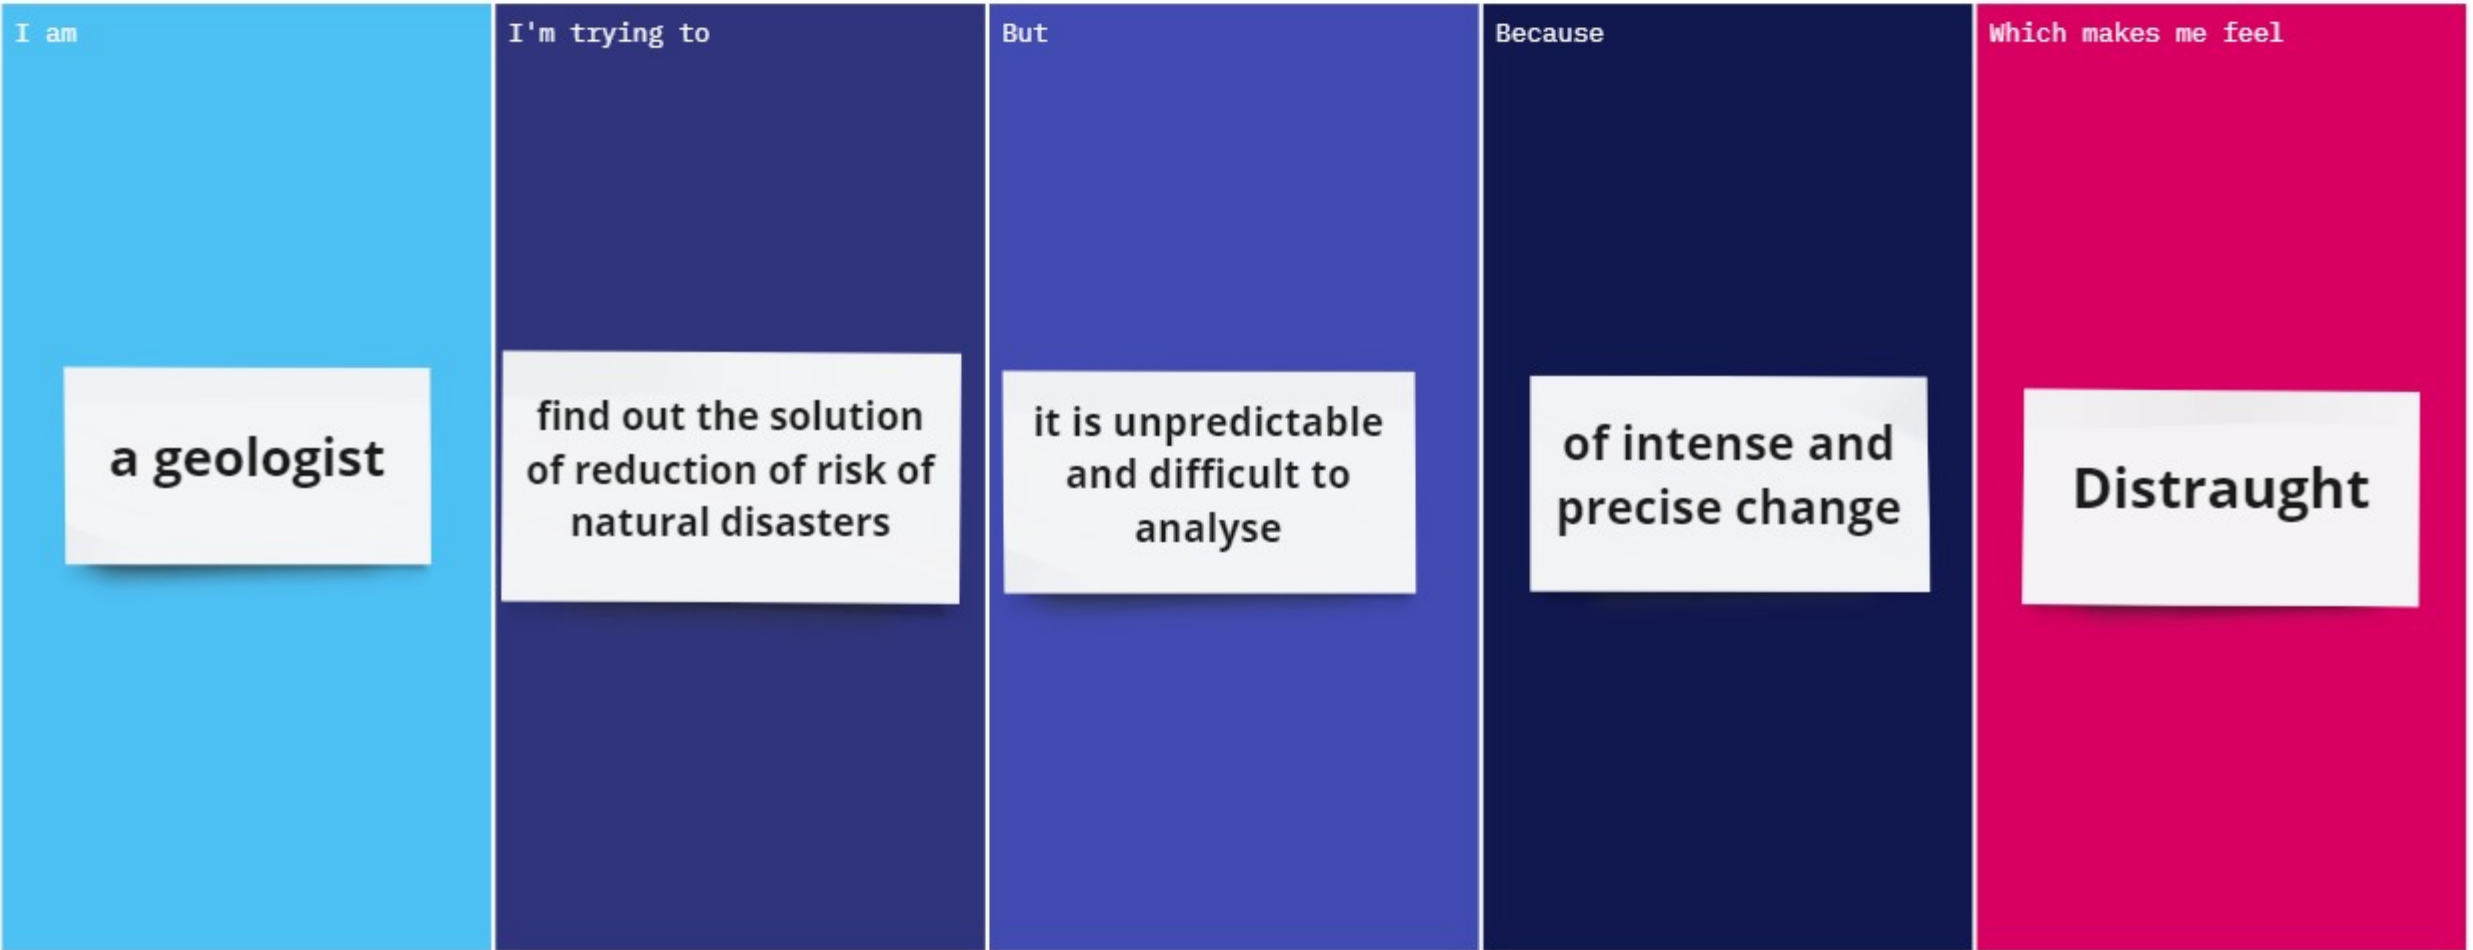 I am
a geologist
I'm trying to
find out the solution
of reduction of risk of
natural disasters
But
it is unpredictable
and difficult to
analyse
Because
of intense and
precise change
Which makes me feel
Distraught